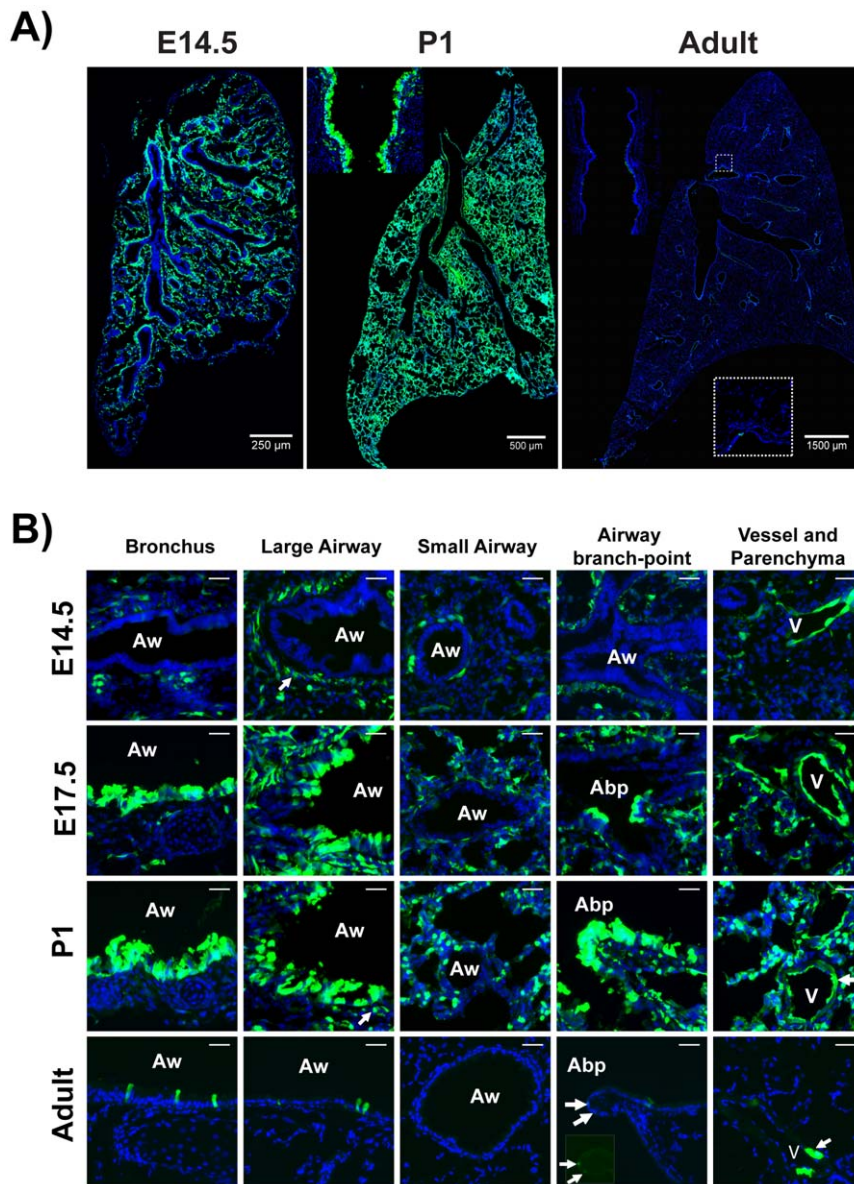 A)
E14.5 P1 Adult
250 µm 500 µm 1500 µm
B)
Bronchus Large Airway Small Airway Airway branch-point Vessel and Parenchyma
E14.5
Aw Aw Aw Aw V
E17.5
Aw Aw Aw Abp V
P1
Aw Aw Aw Abp V
Adult
Aw Aw Aw Abp V